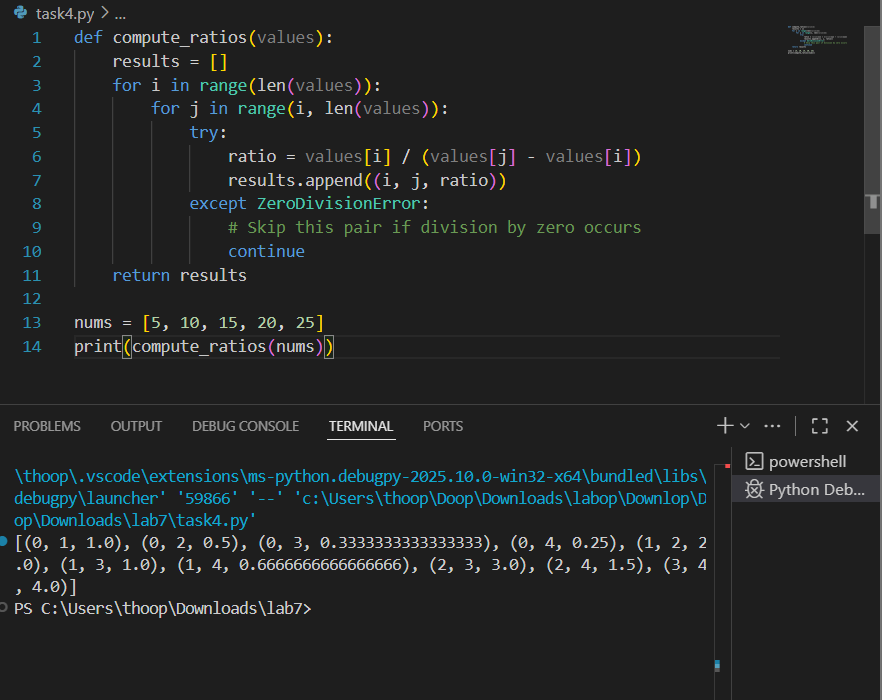 task4.py > ...
1 def compute_ratios(values):
2     results = []
3     for i in range(len(values)):
4         for j in range(i, len(values)):
5             try:
6                 ratio = values[i] / (values[j] - values[i])
7                 results.append((i, j, ratio))
8             except ZeroDivisionError:
9                 # Skip this pair if division by zero occurs
10                 continue
11     return results
12
13 nums = [5, 10, 15, 20, 25]
14 print(compute_ratios(nums))
PROBLEMS OUTPUT DEBUG CONSOLE TERMINAL PORTS
\thoop\.vscode\extensions\ms-python.debugpy-2025.10.0-win32-x64\bundled\libs\
debugpy\launcher' '59866' '--' 'c:\Users\thoop\Doop\Downloads\labop\Downlop\D
op\Downloads\lab7\task4.py'
[(0, 1, 1.0), (0, 2, 0.5), (0, 3, 0.3333333333333333), (0, 4, 0.25), (1, 2, 2
.0), (1, 3, 1.0), (1, 4, 0.6666666666666666), (2, 3, 3.0), (2, 4, 1.5), (3, 4
, 4.0)]
PS C:\Users\thoop\Downloads\lab7>
powershell
Python Deb...